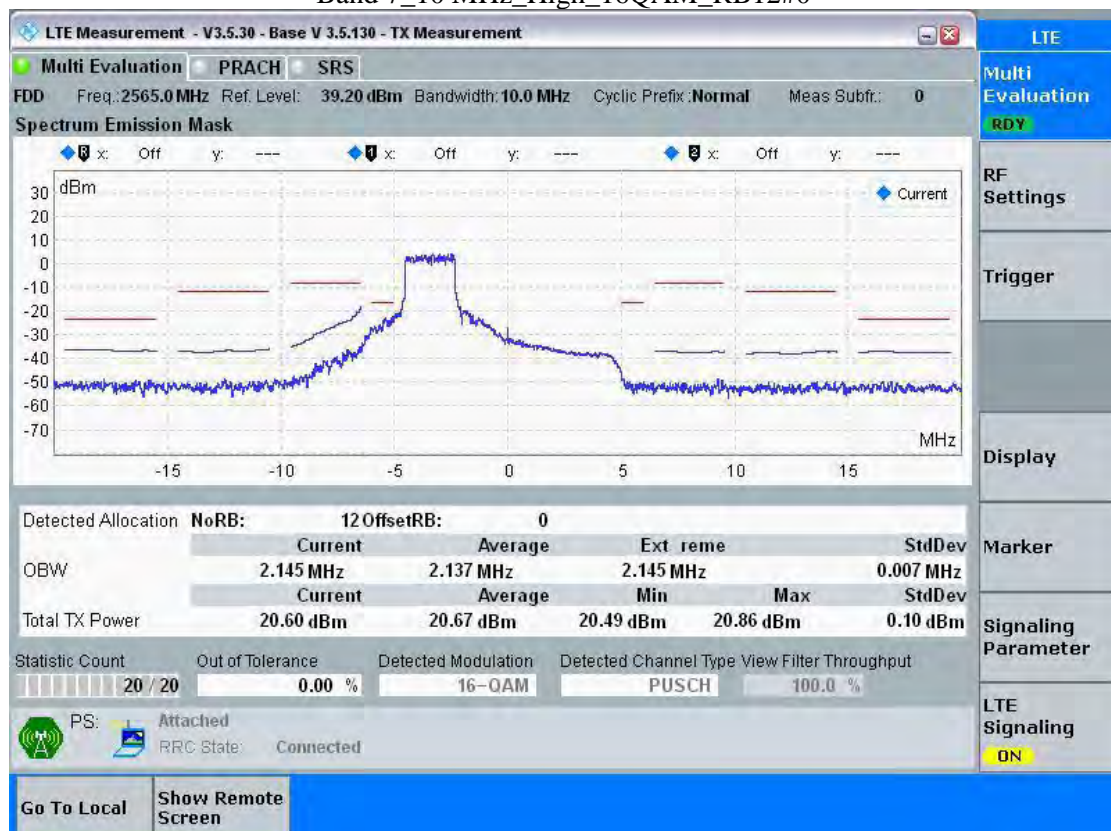 LTE Measurement - V3.5.30 - Base V 3.5.130 - TX Measurement
LTE
Multi Evaluation PRACH SRS
Multi Evaluation
RDY
FDD Freq.:2565.0 MHz Ref. Level: 39.20 dBm Bandwidth:10.0 MHz Cyclic Prefix :Normal Meas Subfr.: 0
Spectrum Emission Mask
R x: Off y: --- 1 x: Off y: --- 2 x: Off y: ---
dBm
Current
30
20
10
0
-10
-20
-30
-40
-50
-60
-70
MHz
-15 -10 -5 0 5 10 15
RF Settings
Trigger
Display
Marker
Signaling Parameter
LTE Signaling
ON
Detected Allocation NoRB: 12 OffsetRB: 0
Current Average Ext reme StdDev
OBW 2.145 MHz 2.137 MHz 2.145 MHz 0.007 MHz
Current Average Min Max StdDev
Total TX Power 20.60 dBm 20.67 dBm 20.49 dBm 20.86 dBm 0.10 dBm
Statistic Count Out of Tolerance Detected Modulation Detected Channel Type View Filter Throughput
20 / 20 0.00 % 16-QAM PUSCH 100.0 %
PS: Attached
RRC State: Connected
Go To Local Show Remote Screen